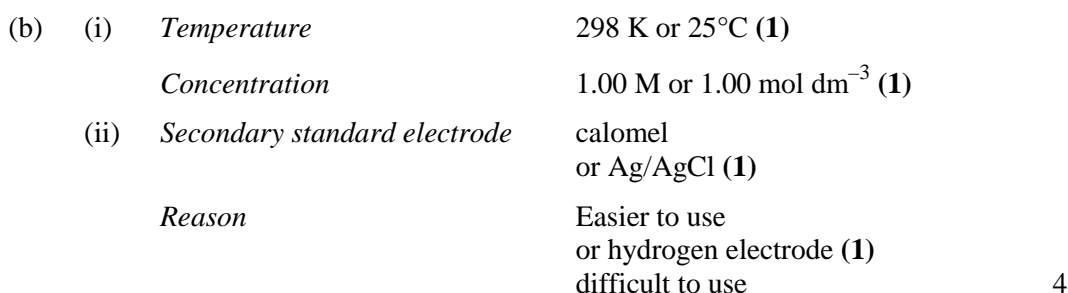 (b) (i) Temperature 298 K or 25°C (1)
Concentration 1.00 M or 1.00 mol dm⁻³ (1)
(ii) Secondary standard electrode calomel
or Ag/AgCl (1)
Reason Easier to use
or hydrogen electrode (1)
difficult to use 4